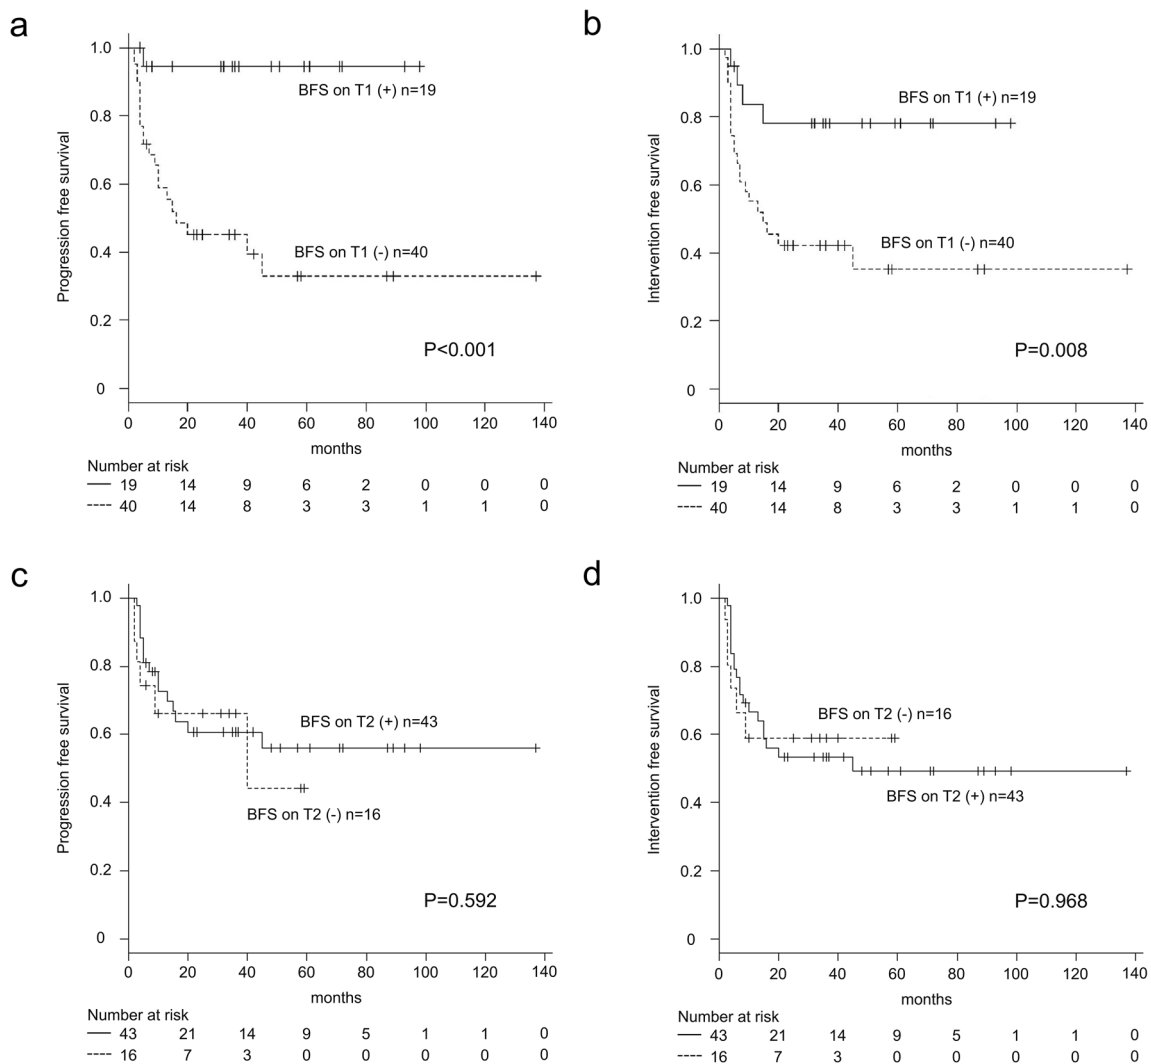 a
1.0
0.8
0.6
0.4
0.2
0
Progression free survival
BFS on T1 (+) n=19
BFS on T1 (-) n=40
P<0.001
0 20 40 60 80 100 120 140
months
Number at risk
19 14 9 6 2 0 0 0
40 14 8 3 3 1 1 0
b
1.0
0.8
0.6
0.4
0.2
0
Intervention free survival
BFS on T1 (+) n=19
BFS on T1 (-) n=40
P=0.008
0 20 40 60 80 100 120 140
months
Number at risk
19 14 9 6 2 0 0 0
40 14 8 3 3 1 1 0
c
1.0
0.8
0.6
0.4
0.2
0
Progression free survival
BFS on T2 (+) n=43
BFS on T2 (-) n=16
P=0.592
0 20 40 60 80 100 120 140
months
Number at risk
43 21 14 9 5 1 1 0
16 7 3 0 0 0 0 0
d
1.0
0.8
0.6
0.4
0.2
0
Intervention free survival
BFS on T2 (-) n=16
BFS on T2 (+) n=43
P=0.968
0 20 40 60 80 100 120 140
months
Number at risk
43 21 14 9 5 1 1 0
16 7 3 0 0 0 0 0